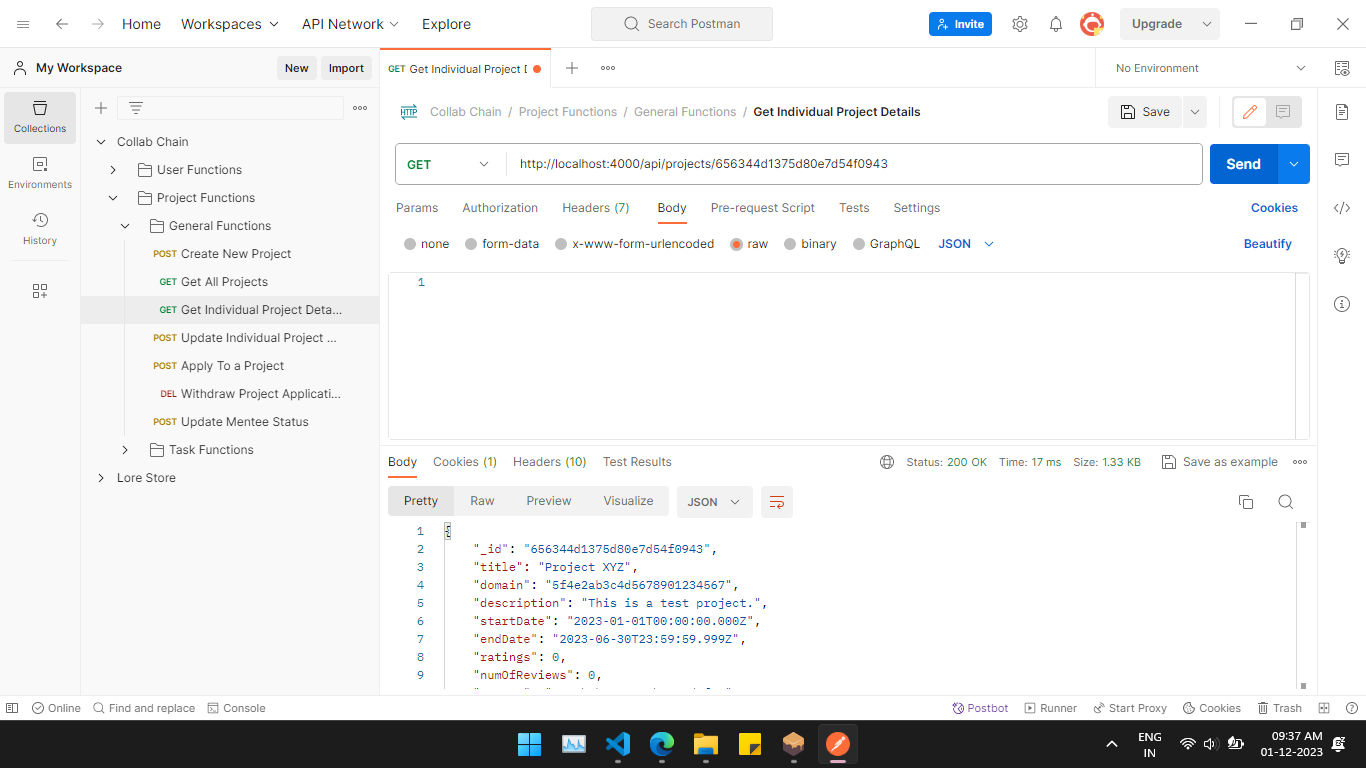 Home Workspaces API Network Explore Search Postman Invite Upgrade
My Workspace New Import GET Get Individual Project D No Environment
Collections
Environments
History
Collab Chain
User Functions
Project Functions
General Functions
POST Create New Project
GET Get All Projects
GET Get Individual Project Deta...
POST Update Individual Project ...
POST Apply To a Project
DEL Withdraw Project Applicati...
POST Update Mentee Status
Task Functions
Lore Store
HTTP Collab Chain / Project Functions / General Functions / Get Individual Project Details Save
GET http://localhost:4000/api/projects/656344d1375d80e7d54f0943 Send
Params Authorization Headers (7) Body Pre-request Script Tests Settings Cookies
none form-data x-www-form-urlencoded raw binary GraphQL JSON Beautify
1
Body Cookies (1) Headers (10) Test Results Status: 200 OK Time: 17 ms Size: 1.33 KB Save as example
Pretty Raw Preview Visualize JSON
1 {
2 "_id": "656344d1375d80e7d54f0943",
3 "title": "Project XYZ",
4 "domain": "5f4e2ab3c4d5678901234567",
5 "description": "This is a test project.",
6 "startDate": "2023-01-01T00:00:00.000Z",
7 "endDate": "2023-06-30T23:59:59.999Z",
8 "ratings": 0,
9 "numOfReviews": 0,
Online Find and replace Console Postbot Runner Start Proxy Cookies Trash
ENG
IN
09:37 AM
01-12-2023